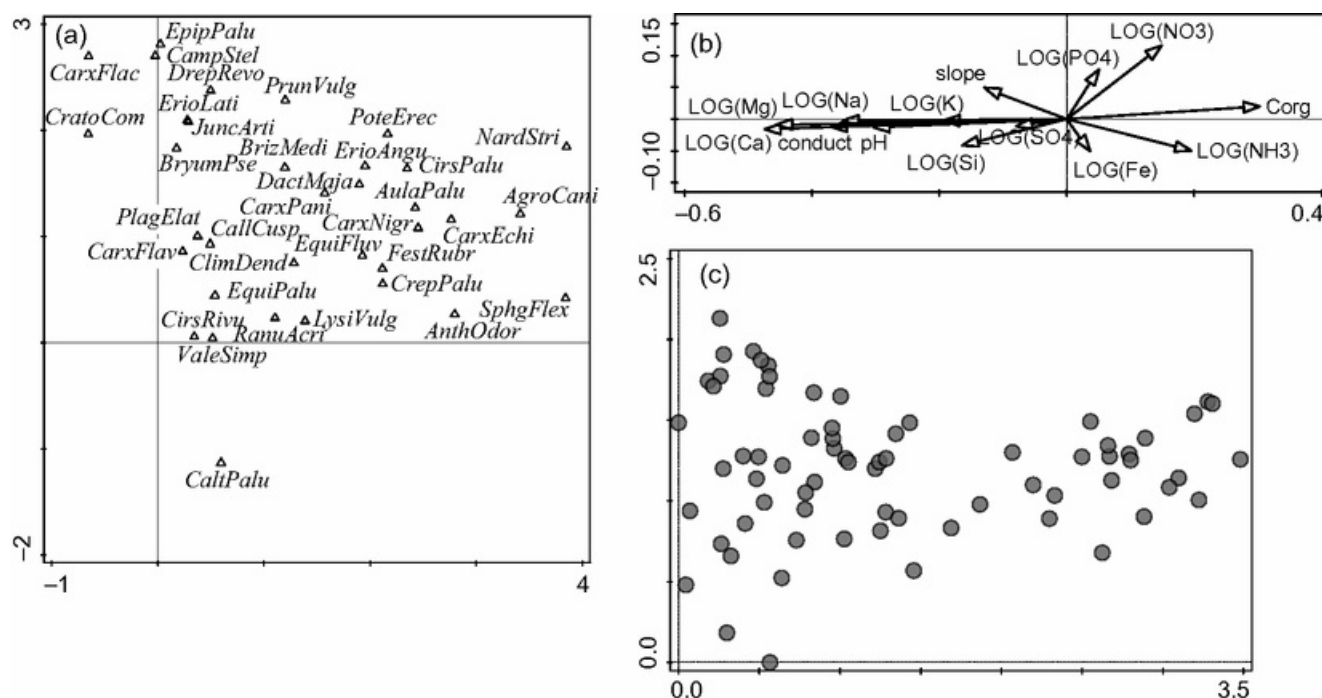 (a)
3
EpipPalu
CampStel
CarxFlac
DrepRevo
PrunVulg
ErioLati
CratoCom
JuncArti
PoteErec
NardStri
BrizMedi
ErioAngu
CirsPalu
BryumPse
DactMaja
AulaPalu
AgroCani
CarxPani
PlagElat
CallCusp
CarxNigr
CarxEchi
CarxFlav
EquiFluv
FestRubr
ClimDend
CrepPalu
EquiPalu
SphgFlex
CirsRivu
LysiVulg
AnthOdor
RanuAcri
ValeSimp
CaltPalu
−2
−1
4
(b)
0.15
LOG(NO3)
LOG(PO4)
slope
LOG(Mg)
LOG(Na)
LOG(K)
Corg
LOG(Ca) conduct pH
LOG(SO4)
LOG(Si)
LOG(NH3)
LOG(Fe)
−0.10
−0.6
0.4
(c)
2.5
0.0
0.0
3.5